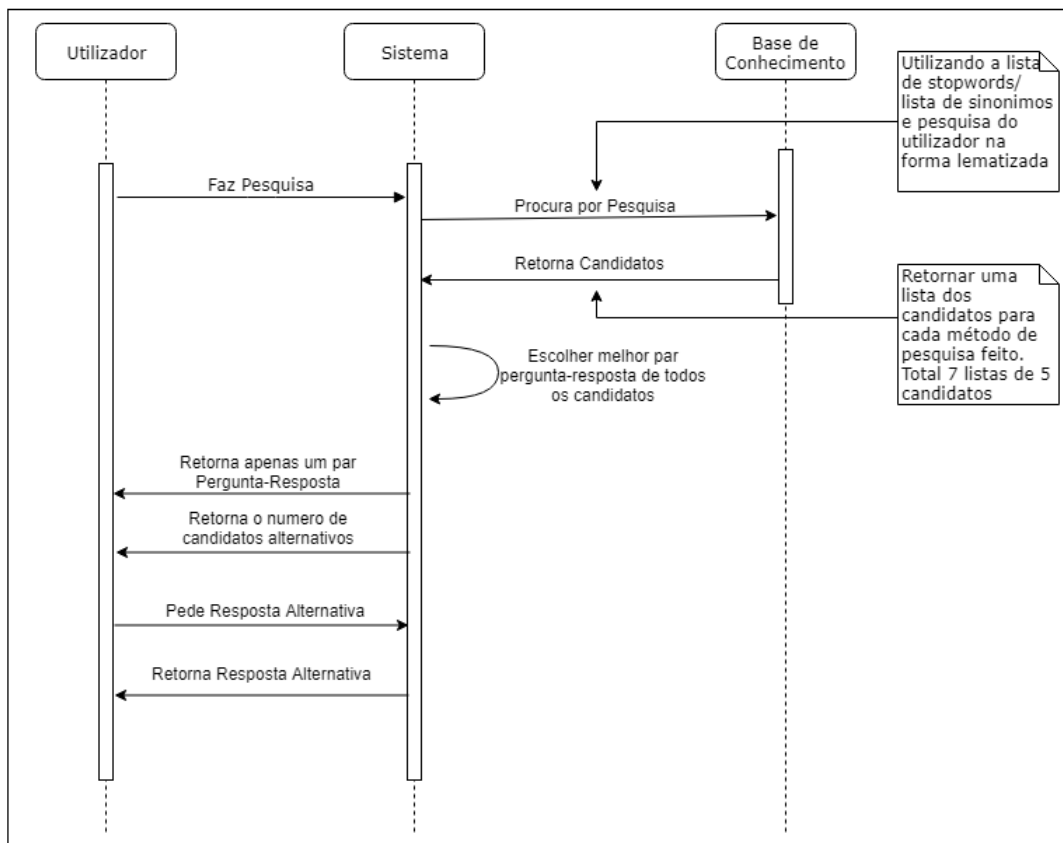 Utilizador
Sistema
Base de
Conhecimento
Utilizando a lista
de stopwords/
lista de sinonimos
e pesquisa do
utilizador na
forma lematizada
Faz Pesquisa
Procura por Pesquisa
Retorna Candidatos
Retornar uma
lista dos
candidatos para
cada método de
pesquisa feito.
Total 7 listas de 5
candidatos
Escolher melhor par
pergunta-resposta de todos
os candidatos
Retorna apenas um par
Pergunta-Resposta
Retorna o numero de
candidatos alternativos
Pede Resposta Alternativa
Retorna Resposta Alternativa